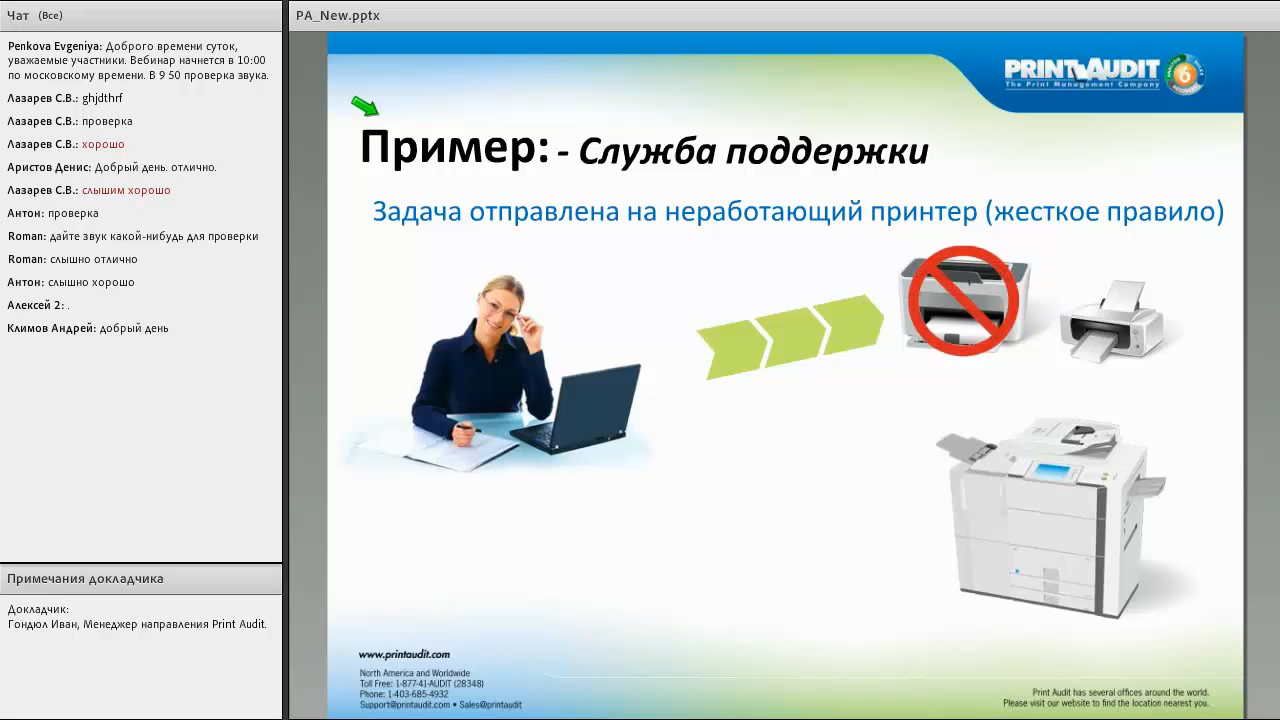 Чат (Все)
Penkova Evgeniya: Доброго времени суток,
уважаемые участники. Вебинар начнется в 10:00
по московскому времени. В 9 50 проверка звука.
Лазарев С.В.: ghjdthrf
Лазарев С.В.: проверка
Лазарев С.В.: хорошо
Аристов Денис: Добрый день. отлично.
Лазарев С.В.: слышим хорошо
Антон: проверка
Roman: дайте звук какой-нибудь для проверки
Roman: слышно отлично
Антон: слышно хорошо
Алексей 2: .
Климов Андрей: добрый день
Примечания докладчика
Докладчик:
Гондюл Иван, Менеджер направления Print Audit.
PA_New.pptx
PRINT AUDIT 6
The Print Management Company
Пример: - Служба поддержки
Задача отправлена на неработающий принтер (жесткое правило)
www.printaudit.com
North America and Worldwide
Toll Free: 1-877-41-AUDIT (28348)
Phone: 1-403-685-4932
Support@printaudit.com • Sales@printaudit
Print Audit has several offices around the world.
Please visit our website to find the location nearest you.